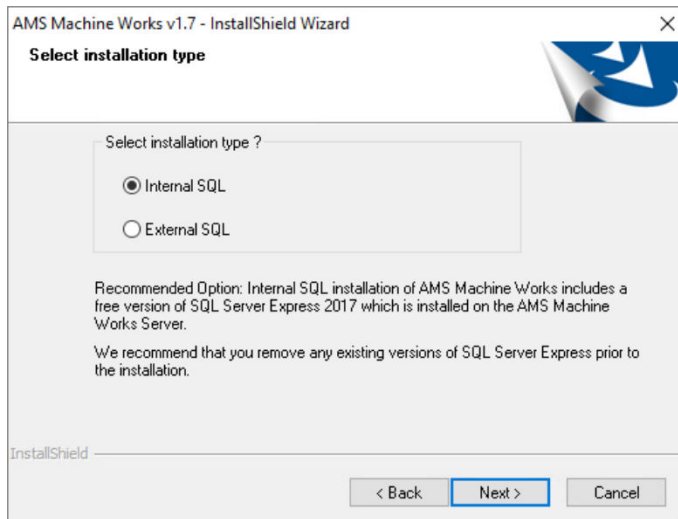 AMS Machine Works v1.7 - InstallShield Wizard
Select installation type
Select installation type ?
Internal SQL
External SQL
Recommended Option: Internal SQL installation of AMS Machine Works includes a
free version of SQL Server Express 2017 which is installed on the AMS Machine
Works Server.
We recommend that you remove any existing versions of SQL Server Express prior to
the installation.
InstallShield
< Back Next > Cancel